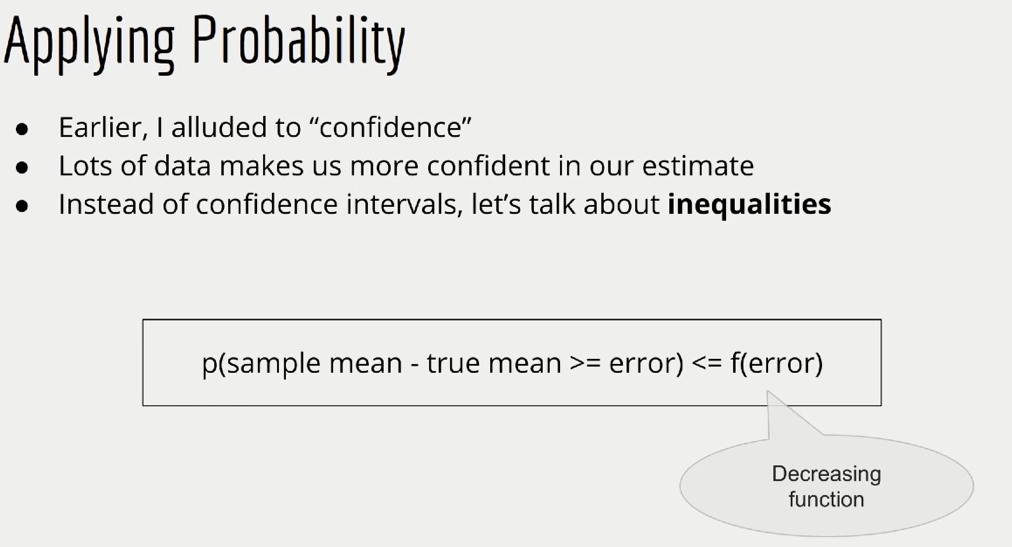 Applying Probability
● Earlier, I alluded to “confidence”
● Lots of data makes us more confident in our estimate
● Instead of confidence intervals, let’s talk about inequalities
p(sample mean - true mean >= error) <= f(error)
Decreasing
function